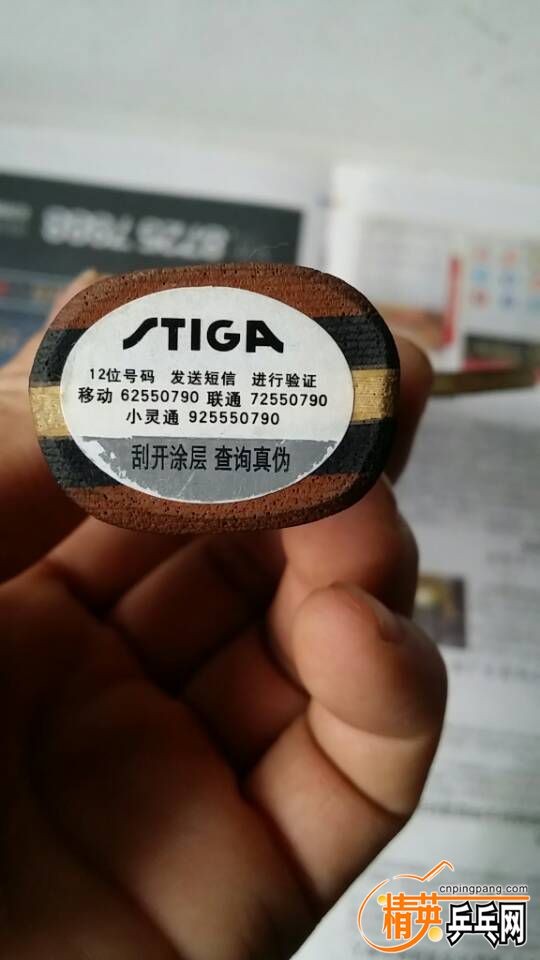 STIGA
12位号码 发送短信 进行验证
移动 62550790 联通 72550790
小灵通 925550790
刮开涂层 查询真伪
cnpingpang.com
精英乒乓网